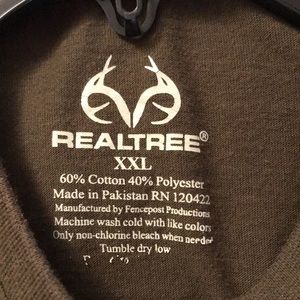 REALTREE®
XXL
60% Cotton 40% Polyester
Made in Pakistan RN 120422
Manufactured by Fencepost Productions
Machine wash cold with like colors
Only non-chlorine bleach when needed
Tumble dry low